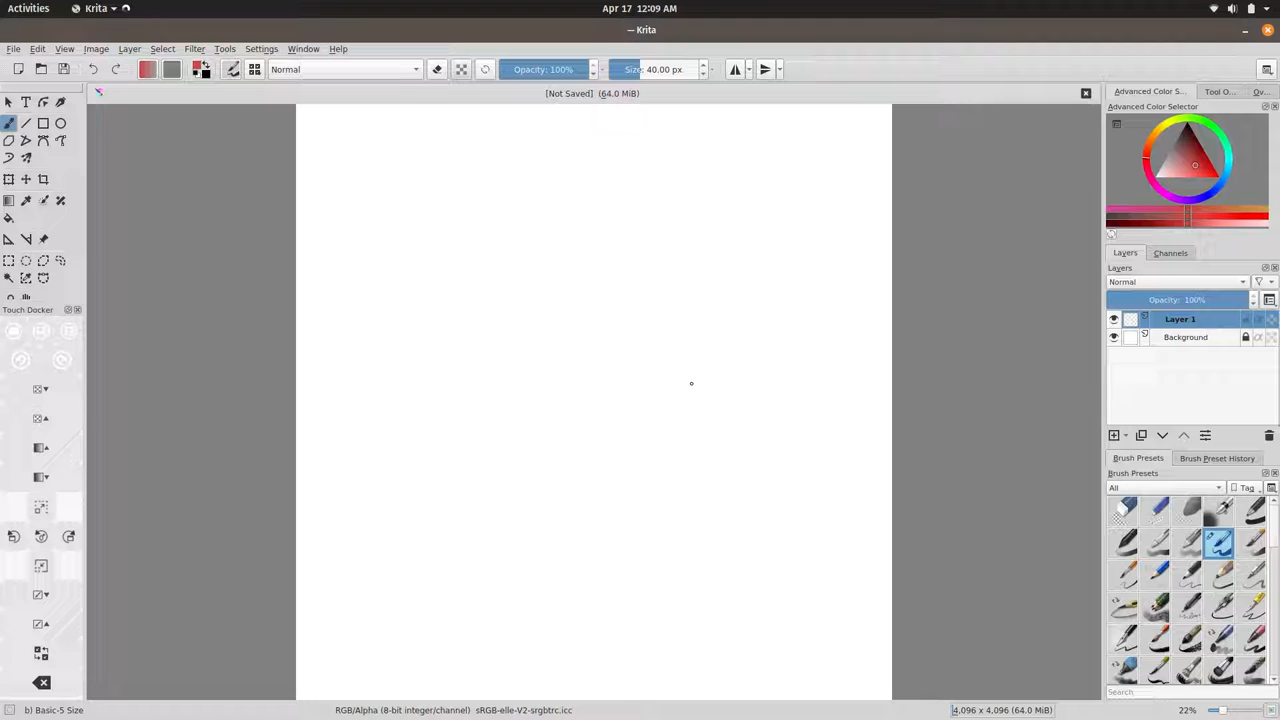 Activities Krita Apr 17 12:09 AM
— Krita
File Edit View Image Layer Select Filter Tools Settings Window Help
Normal Opacity: 100% Size: 40.00 px
[Not Saved] (64.0 MiB)
Advanced Color S... Tool O... Ov...
Advanced Color Selector
Layers Channels
Layers
Normal
Opacity: 100%
Layer 1
Background
Touch Docker
Brush Presets Brush Preset History
Brush Presets
All Tag
Search
b) Basic-5 Size RGB/Alpha (8-bit integer/channel) sRGB-elle-V2-srgbtrc.icc 4,096 x 4,096 (64.0 MiB) 22%